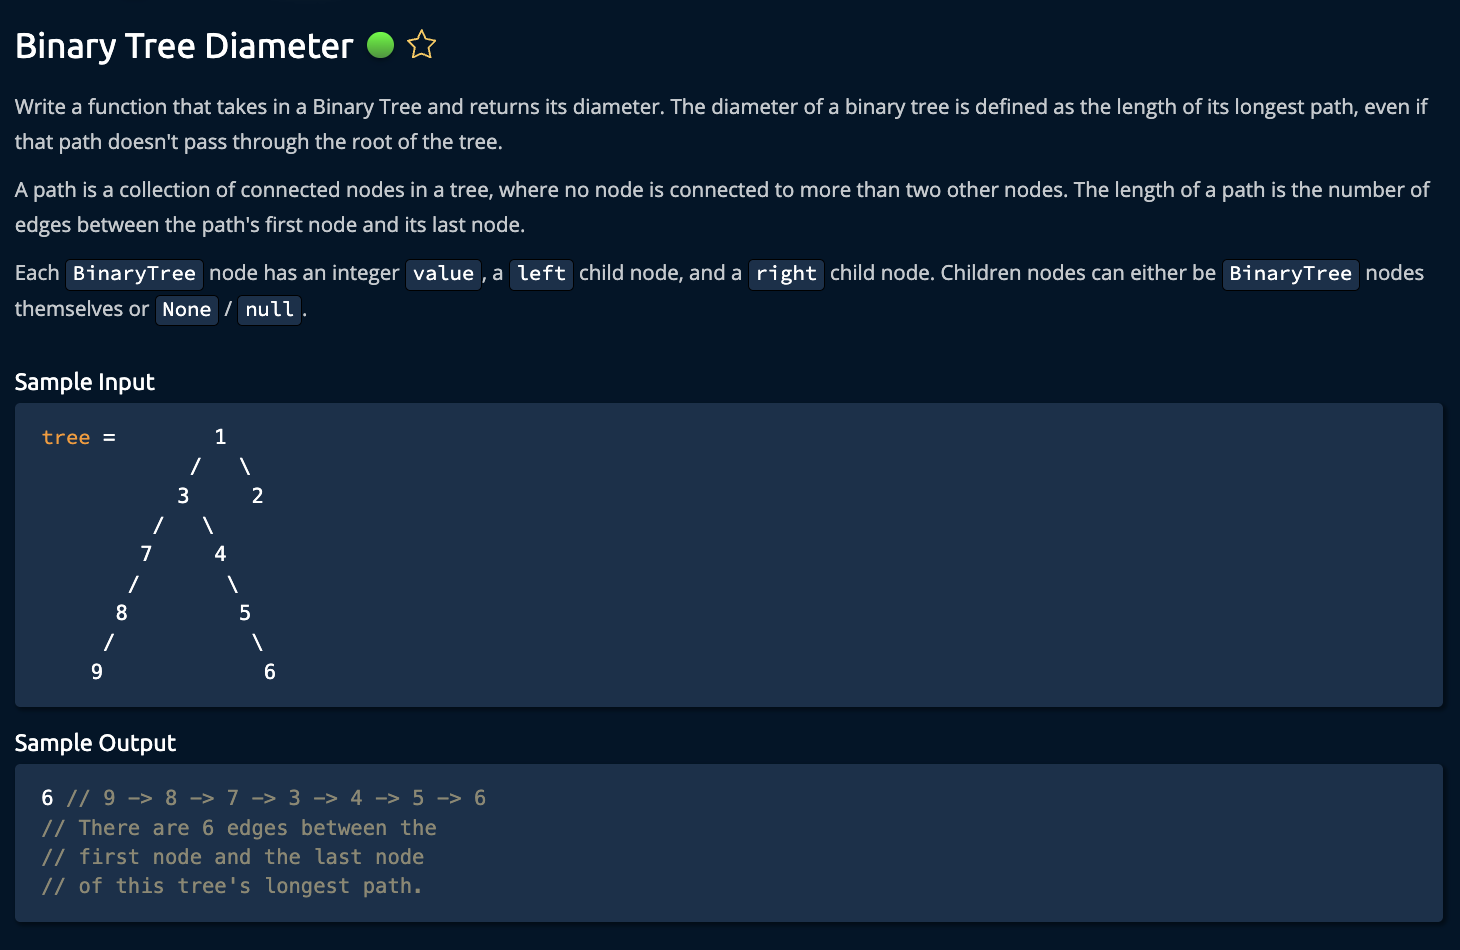 Binary Tree Diameter
Write a function that takes in a Binary Tree and returns its diameter. The diameter of a binary tree is defined as the length of its longest path, even if
that path doesn't pass through the root of the tree.
A path is a collection of connected nodes in a tree, where no node is connected to more than two other nodes. The length of a path is the number of
edges between the path's first node and its last node.
Each BinaryTree node has an integer value, a left child node, and a right child node. Children nodes can either be BinaryTree nodes
themselves or None / null.
Sample Input
tree =        1
            /   \
           3     2
         /   \
        7     4
       /       \
      8         5
     /           \
    9             6
Sample Output
6 // 9 -> 8 -> 7 -> 3 -> 4 -> 5 -> 6
// There are 6 edges between the
// first node and the last node
// of this tree's longest path.